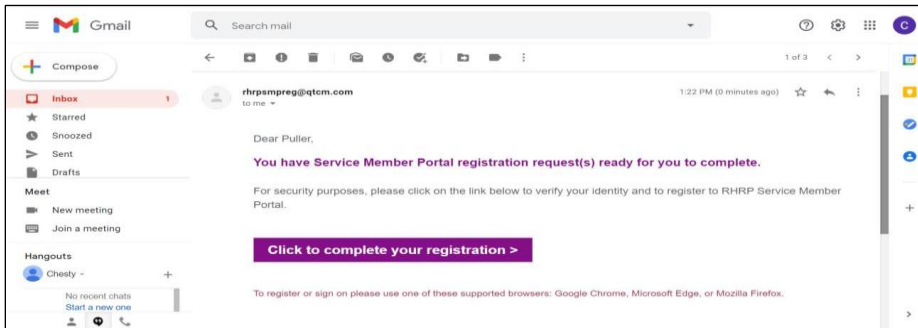 Gmail
Search mail
C
Compose
1 of 3
Inbox 1
Starred
Snoozed
Sent
Drafts
Meet
New meeting
Join a meeting
Hangouts
Chesty
No recent chats
Start a new one
rhrpsmpreg@qtcm.com 1:22 PM (0 minutes ago)
to me
Dear Puller,
You have Service Member Portal registration request(s) ready for you to complete.
For security purposes, please click on the link below to verify your identity and to register to RHRP Service Member
Portal.
Click to complete your registration >
To register or sign on please use one of these supported browsers: Google Chrome, Microsoft Edge, or Mozilla Firefox.